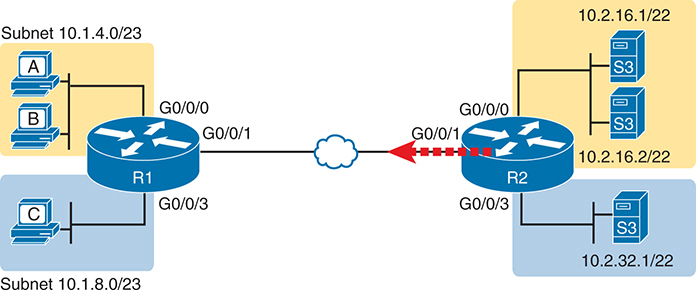 Subnet 10.1.4.0/23
A
B
G0/0/0
G0/0/1
R1
G0/0/3
C
Subnet 10.1.8.0/23
10.2.16.1/22
S3
S3
10.2.16.2/22
G0/0/0
G0/0/1
R2
G0/0/3
S3
10.2.32.1/22